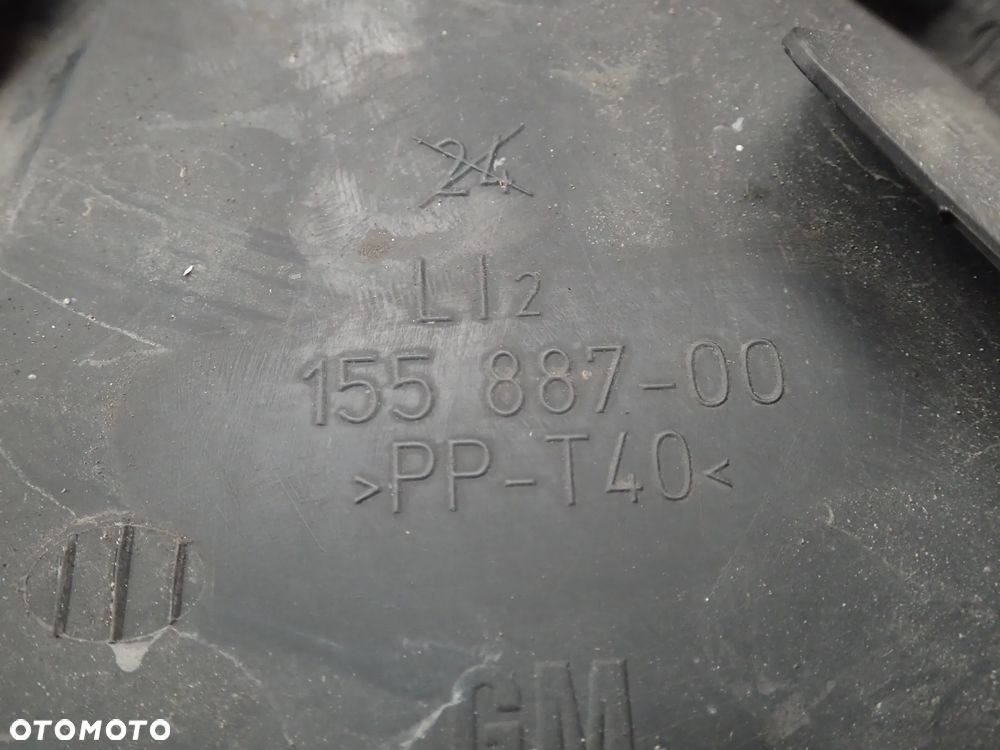 24
LI2
155 887-00
>PP-T40<
GM
OTOMOTO